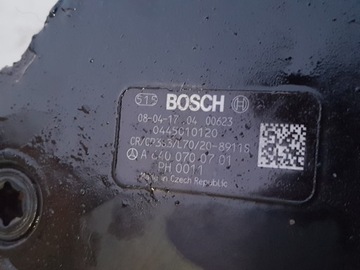 BOSCH
08-04-17 04 00623
0445010120
CR/CP3S3/L70/20-8911S
A 640 070 07 01
PH 0011
Made in Czech Republic